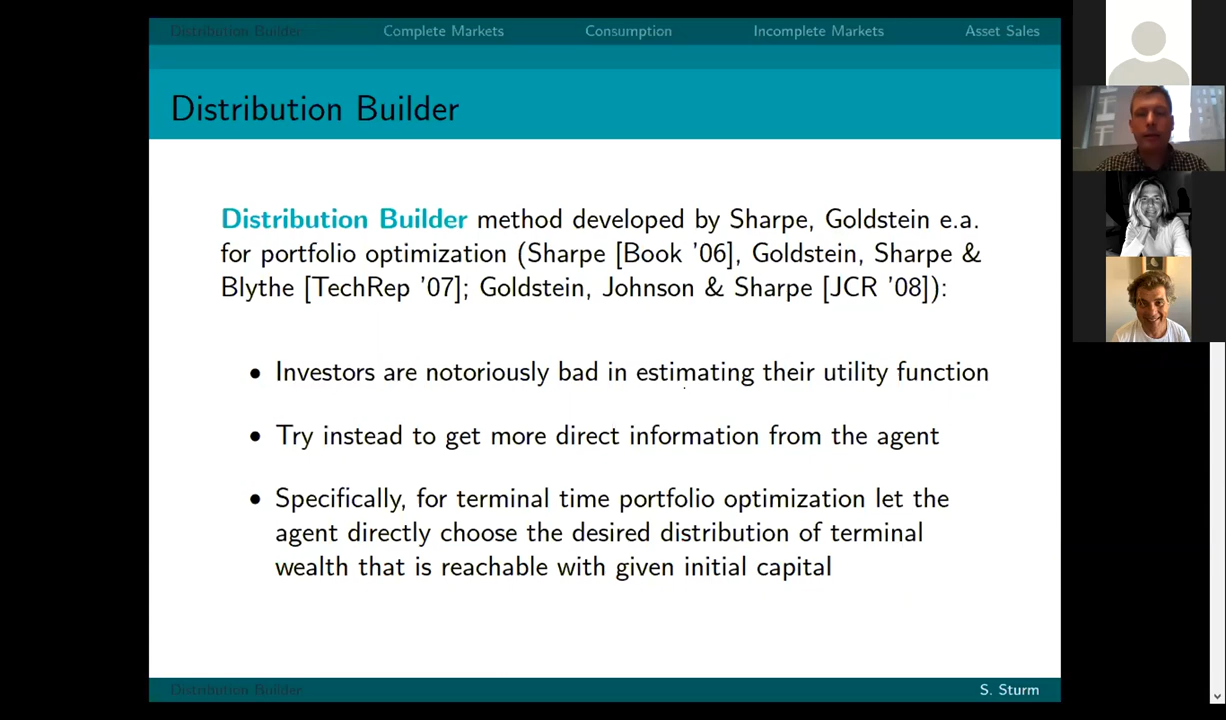 Distribution Builder Complete Markets Consumption Incomplete Markets Asset Sales
Distribution Builder
Distribution Builder method developed by Sharpe, Goldstein e.a.
for portfolio optimization (Sharpe [Book '06], Goldstein, Sharpe &
Blythe [TechRep '07]; Goldstein, Johnson & Sharpe [JCR '08]):
• Investors are notoriously bad in estimating their utility function
• Try instead to get more direct information from the agent
• Specifically, for terminal time portfolio optimization let the
agent directly choose the desired distribution of terminal
wealth that is reachable with given initial capital
Distribution Builder S. Sturm